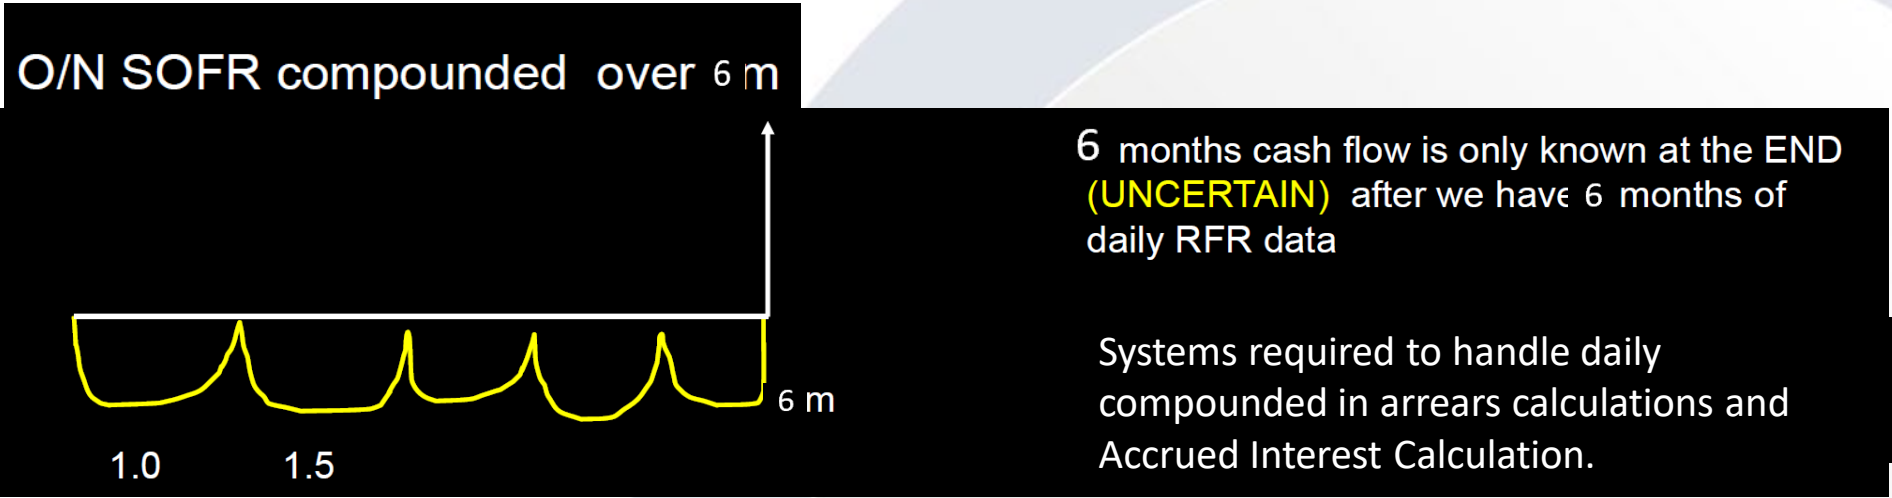 O/N SOFR compounded over 6 m
6 months cash flow is only known at the END
(UNCERTAIN) after we have 6 months of
daily RFR data
Systems required to handle daily
compounded in arrears calculations and
Accrued Interest Calculation.
6 m
1.0 1.5